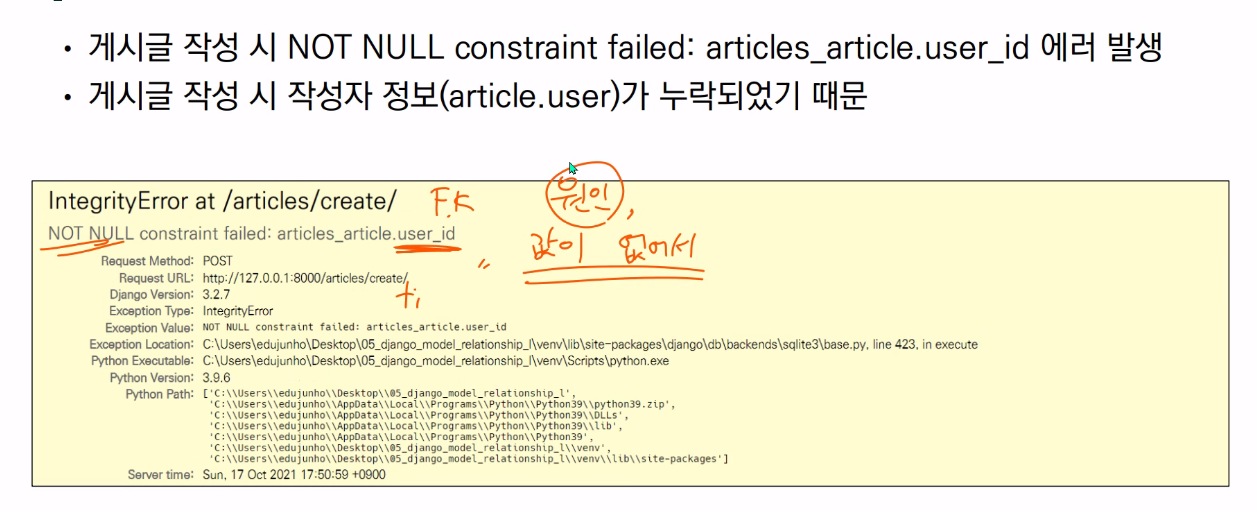 • 게시글 작성 시 NOT NULL constraint failed: articles_article.user_id 에러 발생
• 게시글 작성 시 작성자 정보(article.user)가 누락되었기 때문
IntegrityError at /articles/create/
F.K
원인,
NOT NULL constraint failed: articles_article.user_id
값이 없어서
Request Method: POST
Request URL: http://127.0.0.1:8000/articles/create/
Django Version: 3.2.7
Exception Type: IntegrityError
Exception Value: NOT NULL constraint failed: articles_article.user_id
Exception Location: C:\Users\edujunho\Desktop\05_django_model_relationship_l\venv\lib\site-packages\django\db\backends\sqlite3\base.py, line 423, in execute
Python Executable: C:\Users\edujunho\Desktop\05_django_model_relationship_l\venv\Scripts\python.exe
Python Version: 3.9.6
Python Path: ['C:\\Users\\edujunho\\Desktop\\05_django_model_relationship_l',
'C:\\Users\\edujunho\\AppData\\Local\\Programs\\Python\\Python39\\python39.zip',
'C:\\Users\\edujunho\\AppData\\Local\\Programs\\Python\\Python39\\DLLs',
'C:\\Users\\edujunho\\AppData\\Local\\Programs\\Python\\Python39\\lib',
'C:\\Users\\edujunho\\AppData\\Local\\Programs\\Python\\Python39',
'C:\\Users\\edujunho\\Desktop\\05_django_model_relationship_l\\venv',
'C:\\Users\\edujunho\\Desktop\\05_django_model_relationship_l\\venv\\lib\\site-packages']
Server time: Sun, 17 Oct 2021 17:50:59 +0900